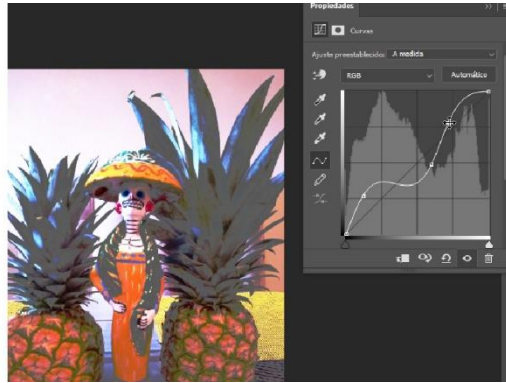 Propiedades
Curvas
Ajuste preestablecido: A medida
RGB
Automático